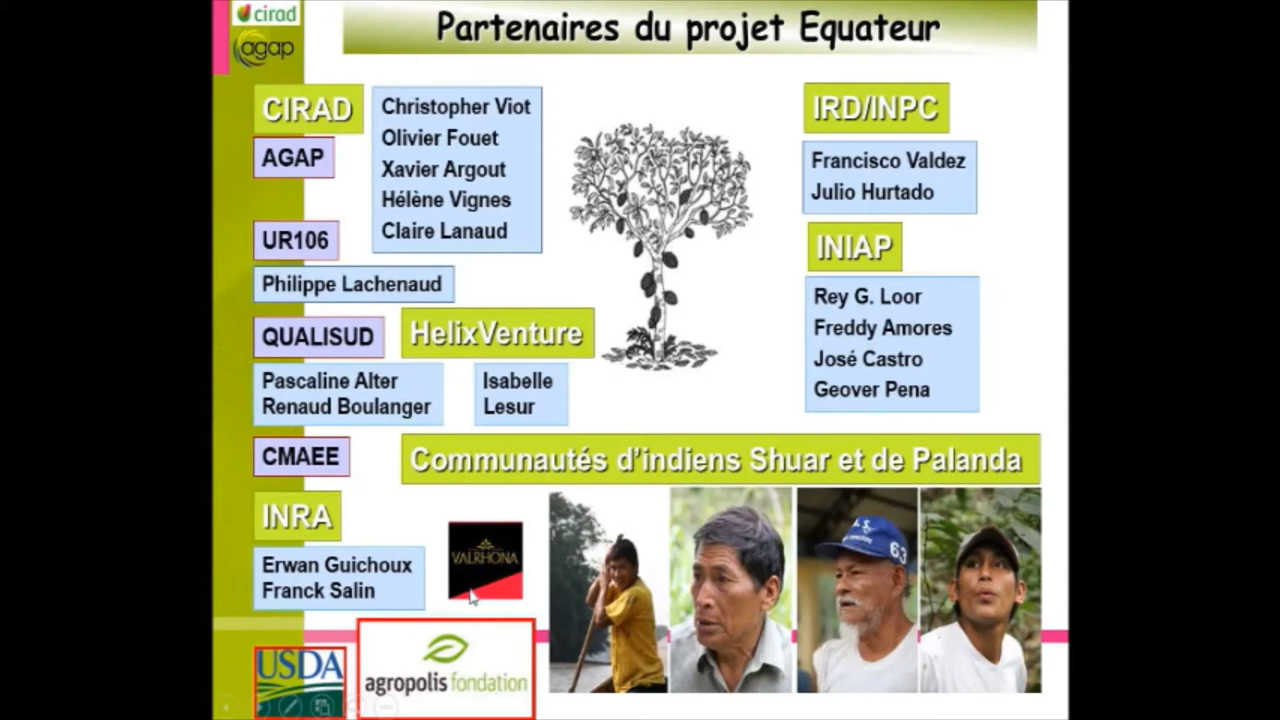 cirad
agap
Partenaires du projet Equateur
CIRAD
AGAP
Christopher Viot
Olivier Fouet
Xavier Argout
Hélène Vignes
Claire Lanaud
UR106
Philippe Lachenaud
QUALISUD
Pascaline Alter
Renaud Boulanger
HelixVenture
Isabelle
Lesur
CMAEE
INRA
Erwan Guichoux
Franck Salin
IRD/INPC
Francisco Valdez
Julio Hurtado
INIAP
Rey G. Loor
Freddy Amores
José Castro
Geover Pena
Communautés d'indiens Shuar et de Palanda
VALRHONA
63
USDA
agropolis fondation